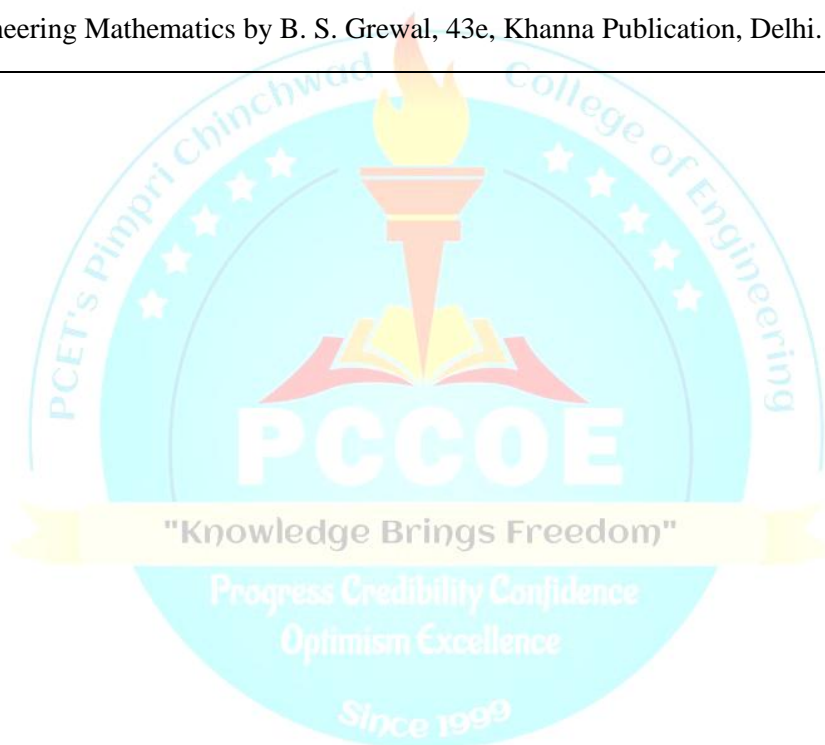 neering Mathematics by B. S. Grewal, 43e, Khanna Publication, Delhi.
PCET's Pimpri Chinchwad College of Engineering
PCCOE
"Knowledge Brings Freedom"
Progress Credibility Confidence
Optimism Excellence
Since 1999